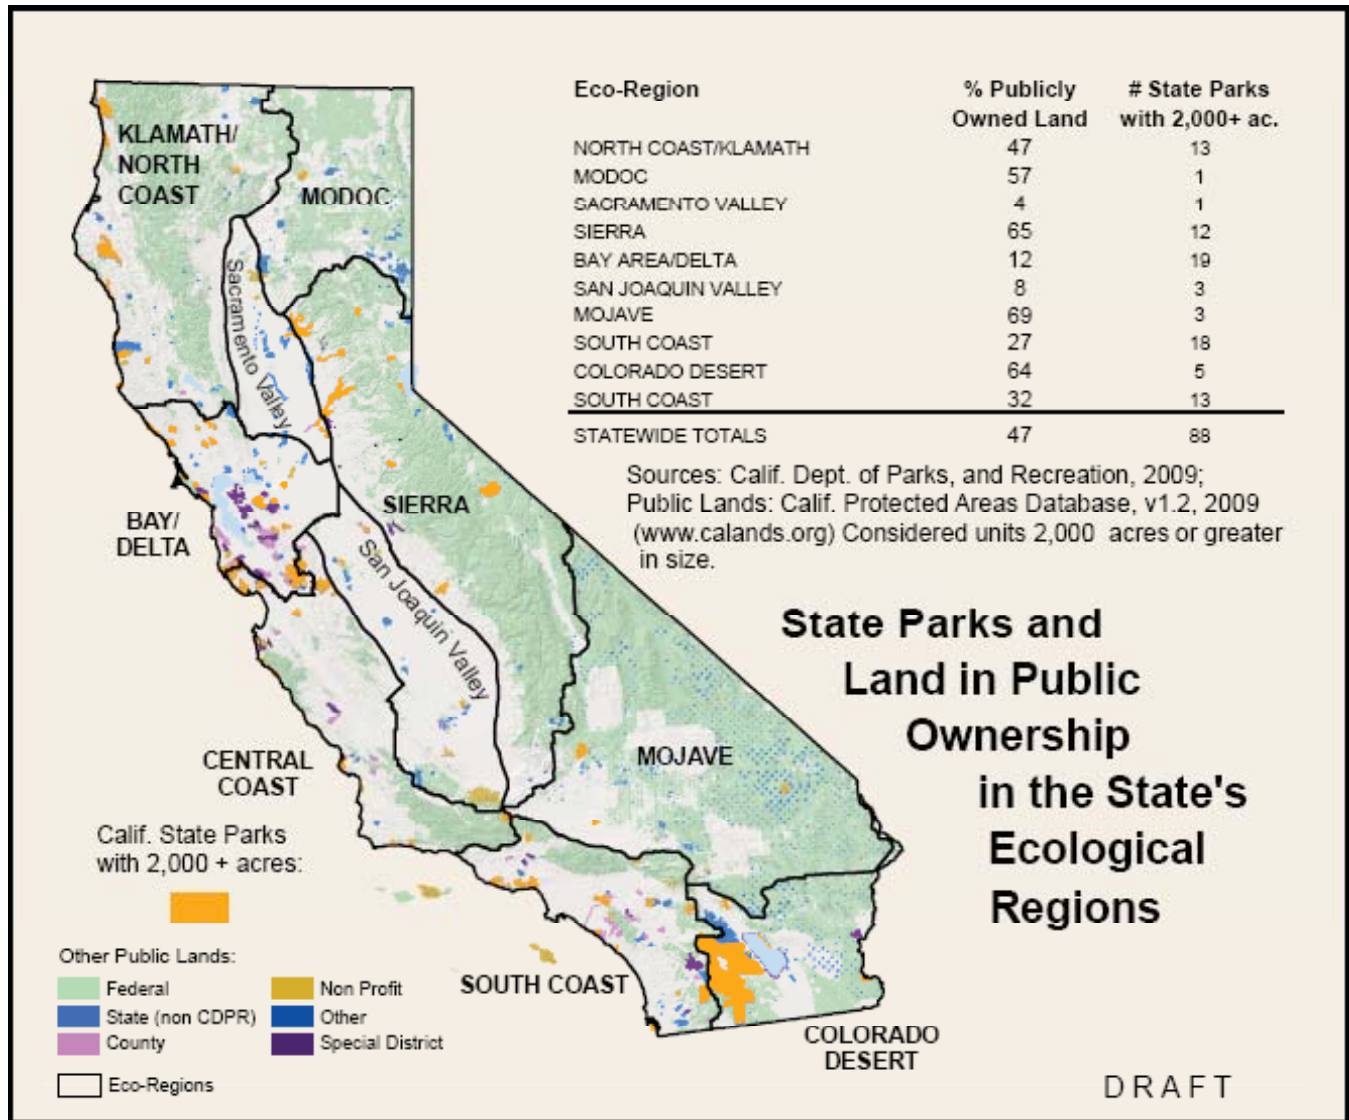 Eco-Region % Publicly Owned Land # State Parks with 2,000+ ac.
NORTH COAST/KLAMATH 47 13
MODOC 57 1
SACRAMENTO VALLEY 4 1
SIERRA 65 12
BAY AREA/DELTA 12 19
SAN JOAQUIN VALLEY 8 3
MOJAVE 69 3
SOUTH COAST 27 18
COLORADO DESERT 64 5
SOUTH COAST 32 13
STATEWIDE TOTALS 47 88
Sources: Calif. Dept. of Parks, and Recreation, 2009;
Public Lands: Calif. Protected Areas Database, v1.2, 2009
(www.calands.org) Considered units 2,000 acres or greater
in size.
State Parks and
Land in Public
Ownership
in the State's
Ecological
Regions
KLAMATH/
NORTH
COAST
MODOC
Sacramento Valley
SIERRA
BAY/
DELTA
San Joaquin Valley
CENTRAL
COAST
MOJAVE
SOUTH COAST
COLORADO
DESERT
Calif. State Parks
with 2,000 + acres:
Other Public Lands:
Federal
State (non CDPR)
County
Non Profit
Other
Special District
Eco-Regions
DRAFT